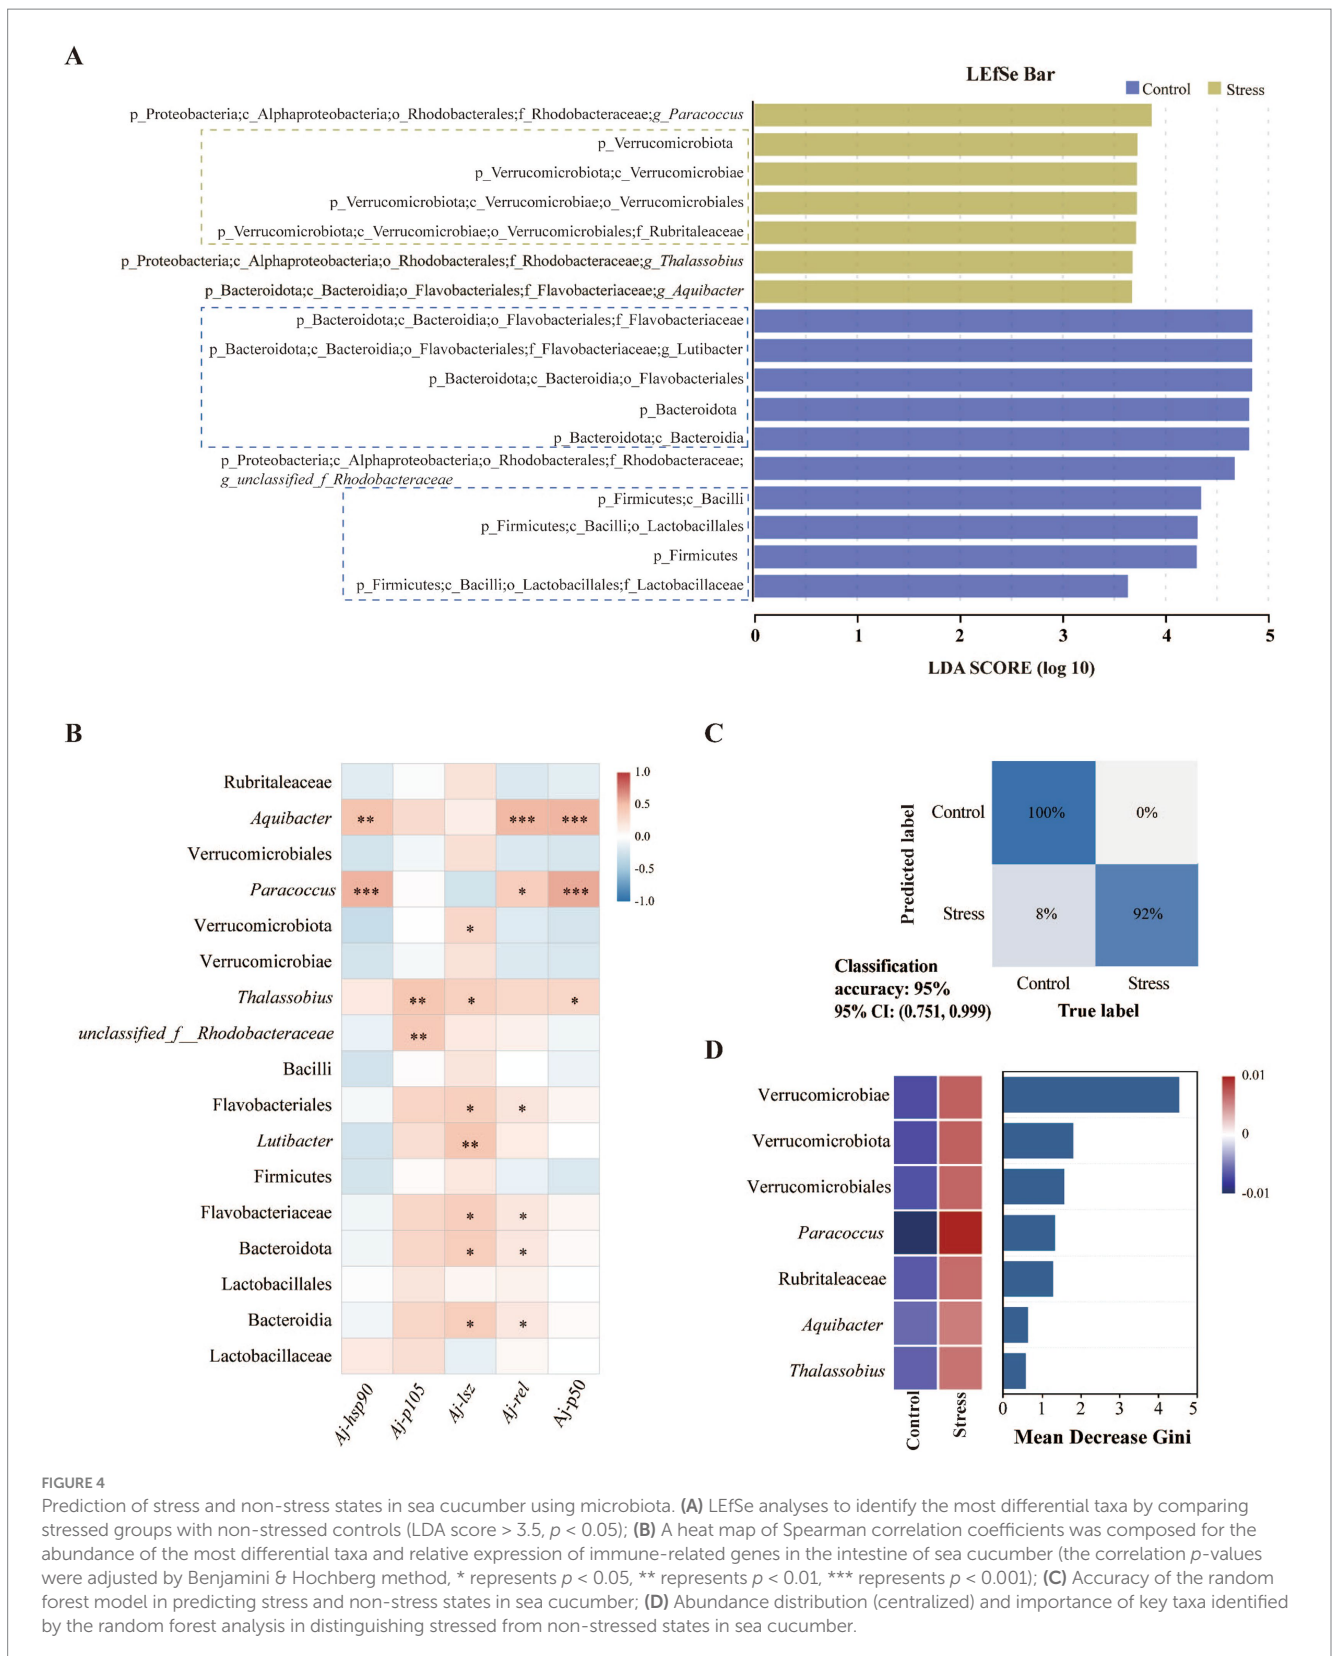 A
LEfSe Bar
Control
Stress
p_Proteobacteria;c_Alphaproteobacteria;o_Rhodobacterales;f_Rhodobacteraceae;g_Paracoccus
p_Verrucomicrobiota
p_Verrucomicrobiota;c_Verrucomicrobiae
p_Verrucomicrobiota;c_Verrucomicrobiae;o_Verrucomicrobiales
p_Verrucomicrobiota;c_Verrucomicrobiae;o_Verrucomicrobiales;f_Rubritaleaceae
p_Proteobacteria;c_Alphaproteobacteria;o_Rhodobacterales;f_Rhodobacteraceae;g_Thalassobius
p_Bacteroidota;c_Bacteroidia;o_Flavobacteriales;f_Flavobacteriaceae;g_Aquibacter
p_Bacteroidota;c_Bacteroidia;o_Flavobacteriales;f_Flavobacteriaceae
p_Bacteroidota;c_Bacteroidia;o_Flavobacteriales;f_Flavobacteriaceae;g_Lutibacter
p_Bacteroidota;c_Bacteroidia;o_Flavobacteriales
p_Bacteroidota
p_Bacteroidota;c_Bacteroidia
p_Proteobacteria;c_Alphaproteobacteria;o_Rhodobacterales;f_Rhodobacteraceae;
g_unclassified_f_Rhodobacteraceae
p_Firmicutes;c_Bacilli
p_Firmicutes;c_Bacilli;o_Lactobacillales
p_Firmicutes
p_Firmicutes;c_Bacilli;o_Lactobacillales;f_Lactobacillaceae
0 1 2 3 4 5
LDA SCORE (log 10)
B
Rubritaleaceae
Aquibacter ** *** ***
Verrucomicrobiales
Paracoccus *** * ***
Verrucomicrobiota *
Verrucomicrobiae
Thalassobius ** * *
unclassified_f__Rhodobacteraceae **
Bacilli
Flavobacteriales * *
Lutibacter **
Firmicutes
Flavobacteriaceae * *
Bacteroidota * *
Lactobacillales
Bacteroidia * *
Lactobacillaceae
Aj-hsp90 Aj-p105 Aj-lsz Aj-rel Aj-p50
1.0
0.5
0.0
-0.5
-1.0
C
Predicted label
Control 100% 0%
Stress 8% 92%
Control Stress
True label
Classification
accuracy: 95%
95% CI: (0.751, 0.999)
D
Verrucomicrobiae
Verrucomicrobiota
Verrucomicrobiales
Paracoccus
Rubritaleaceae
Aquibacter
Thalassobius
Control Stress
0 1 2 3 4 5
Mean Decrease Gini
0.01
0
-0.01
FIGURE 4
Prediction of stress and non-stress states in sea cucumber using microbiota. (A) LEfSe analyses to identify the most differential taxa by comparing
stressed groups with non-stressed controls (LDA score > 3.5, p < 0.05); (B) A heat map of Spearman correlation coefficients was composed for the
abundance of the most differential taxa and relative expression of immune-related genes in the intestine of sea cucumber (the correlation p-values
were adjusted by Benjamini & Hochberg method, * represents p < 0.05, ** represents p < 0.01, *** represents p < 0.001); (C) Accuracy of the random
forest model in predicting stress and non-stress states in sea cucumber; (D) Abundance distribution (centralized) and importance of key taxa identified
by the random forest analysis in distinguishing stressed from non-stressed states in sea cucumber.